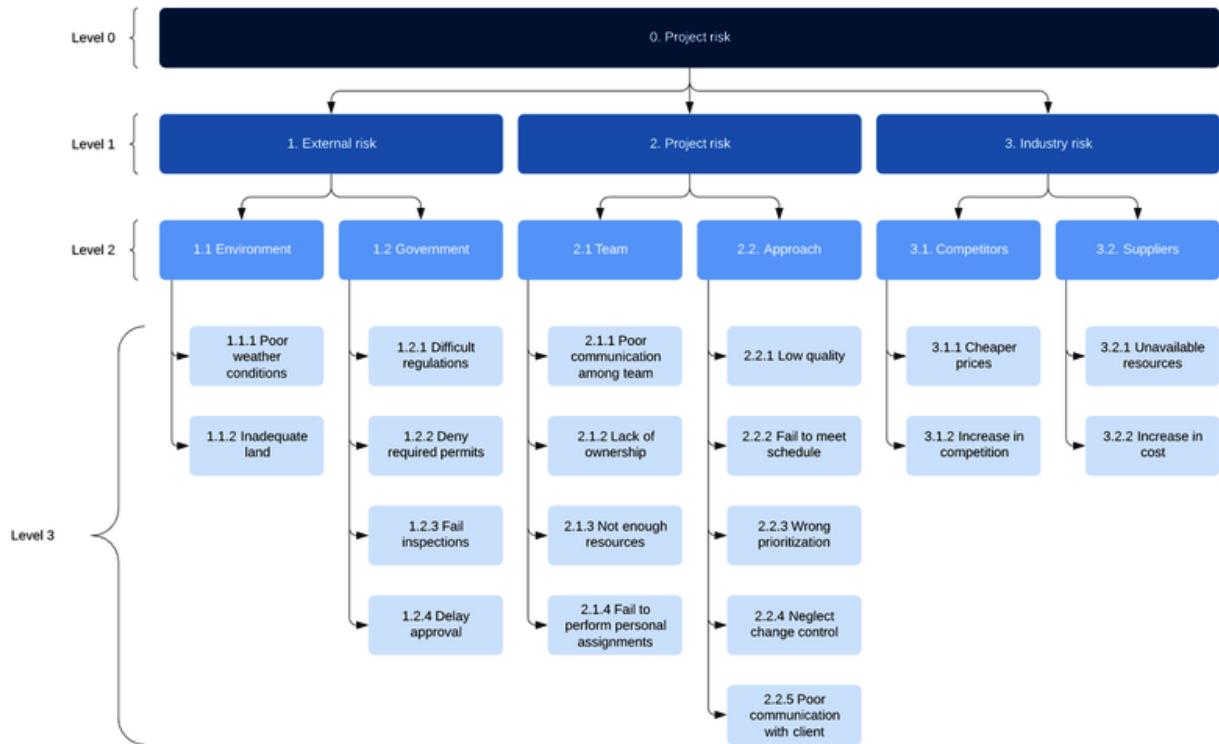 Level 0
0. Project risk
Level 1
1. External risk
2. Project risk
3. Industry risk
Level 2
1.1 Environment
1.2 Government
2.1 Team
2.2. Approach
3.1. Competitors
3.2. Suppliers
Level 3
1.1.1 Poor
weather
conditions
1.1.2 Inadequate
land
1.2.1 Difficult
regulations
1.2.2 Deny
required permits
1.2.3 Fail
inspections
1.2.4 Delay
approval
2.1.1 Poor
communication
among team
2.1.2 Lack of
ownership
2.1.3 Not enough
resources
2.1.4 Fail to
perform personal
assignments
2.2.1 Low quality
2.2.2 Fail to meet
schedule
2.2.3 Wrong
prioritization
2.2.4 Neglect
change control
2.2.5 Poor
communication
with client
3.1.1 Cheaper
prices
3.1.2 Increase in
competition
3.2.1 Unavailable
resources
3.2.2 Increase in
cost